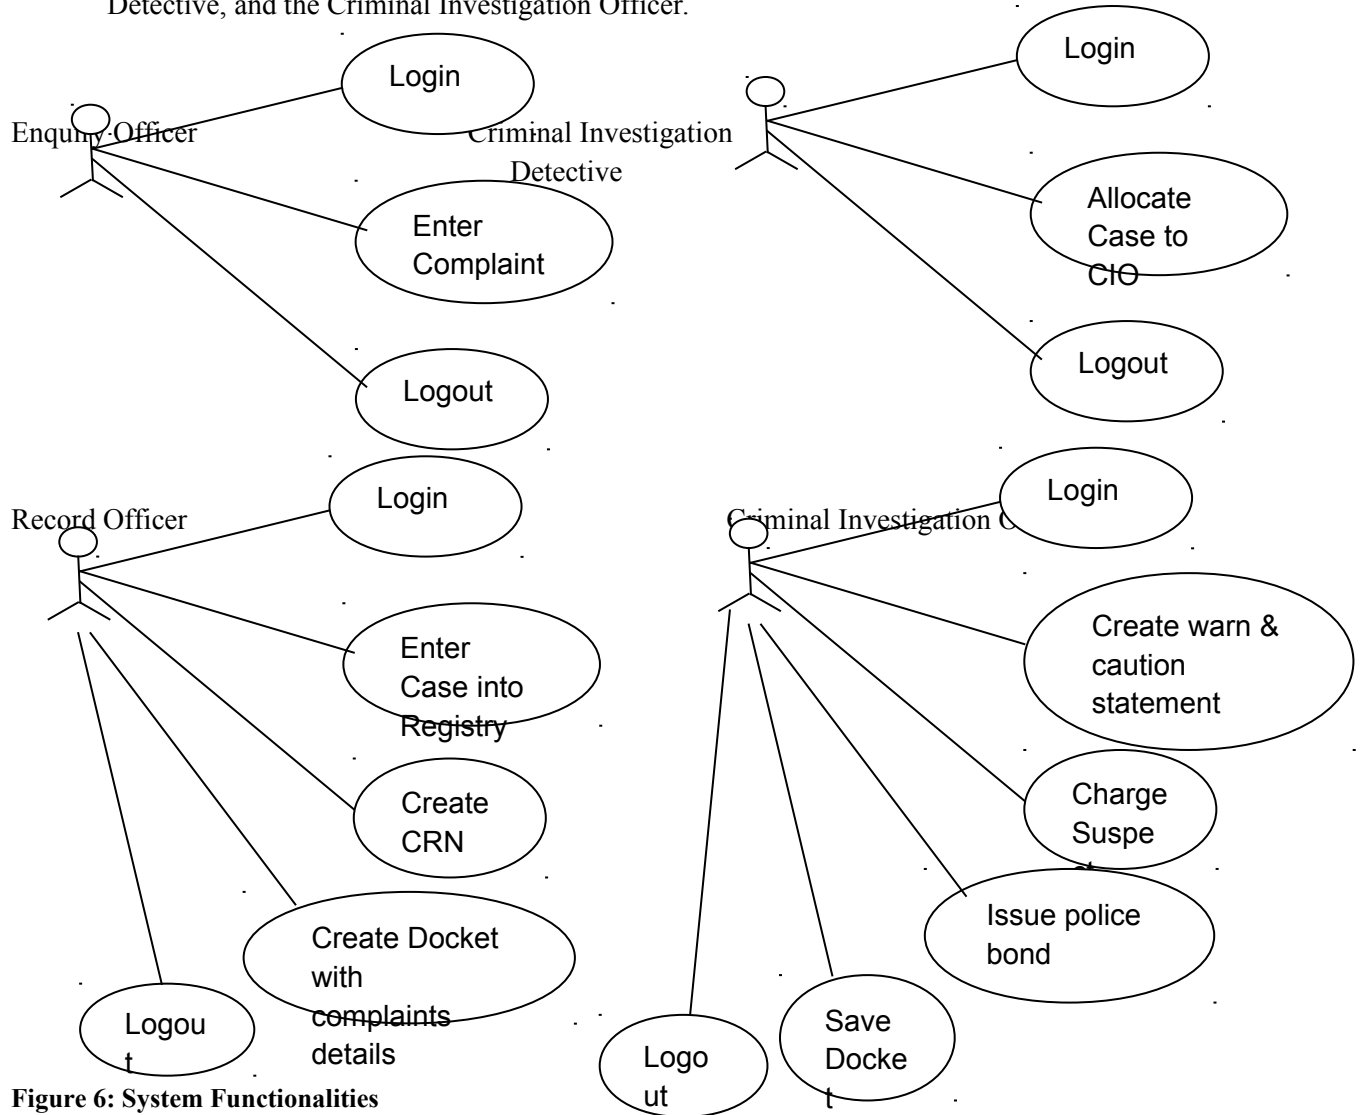 Detective, and the Criminal Investigation Officer.
Login
Login
Enquiry Officer
Criminal Investigation
Detective
Allocate
Case to
CIO
Enter
Complaint
Logout
Logout
Login
Login
Record Officer
Criminal Investigation
Enter
Case into
Registry
Create warn &
caution
statement
Create
CRN
Charge
Suspe
ct
Create Docket
with
complaints
details
Issue police
bond
Logou
t
Save
Docke
t
Logo
ut
Figure 6: System Functionalities